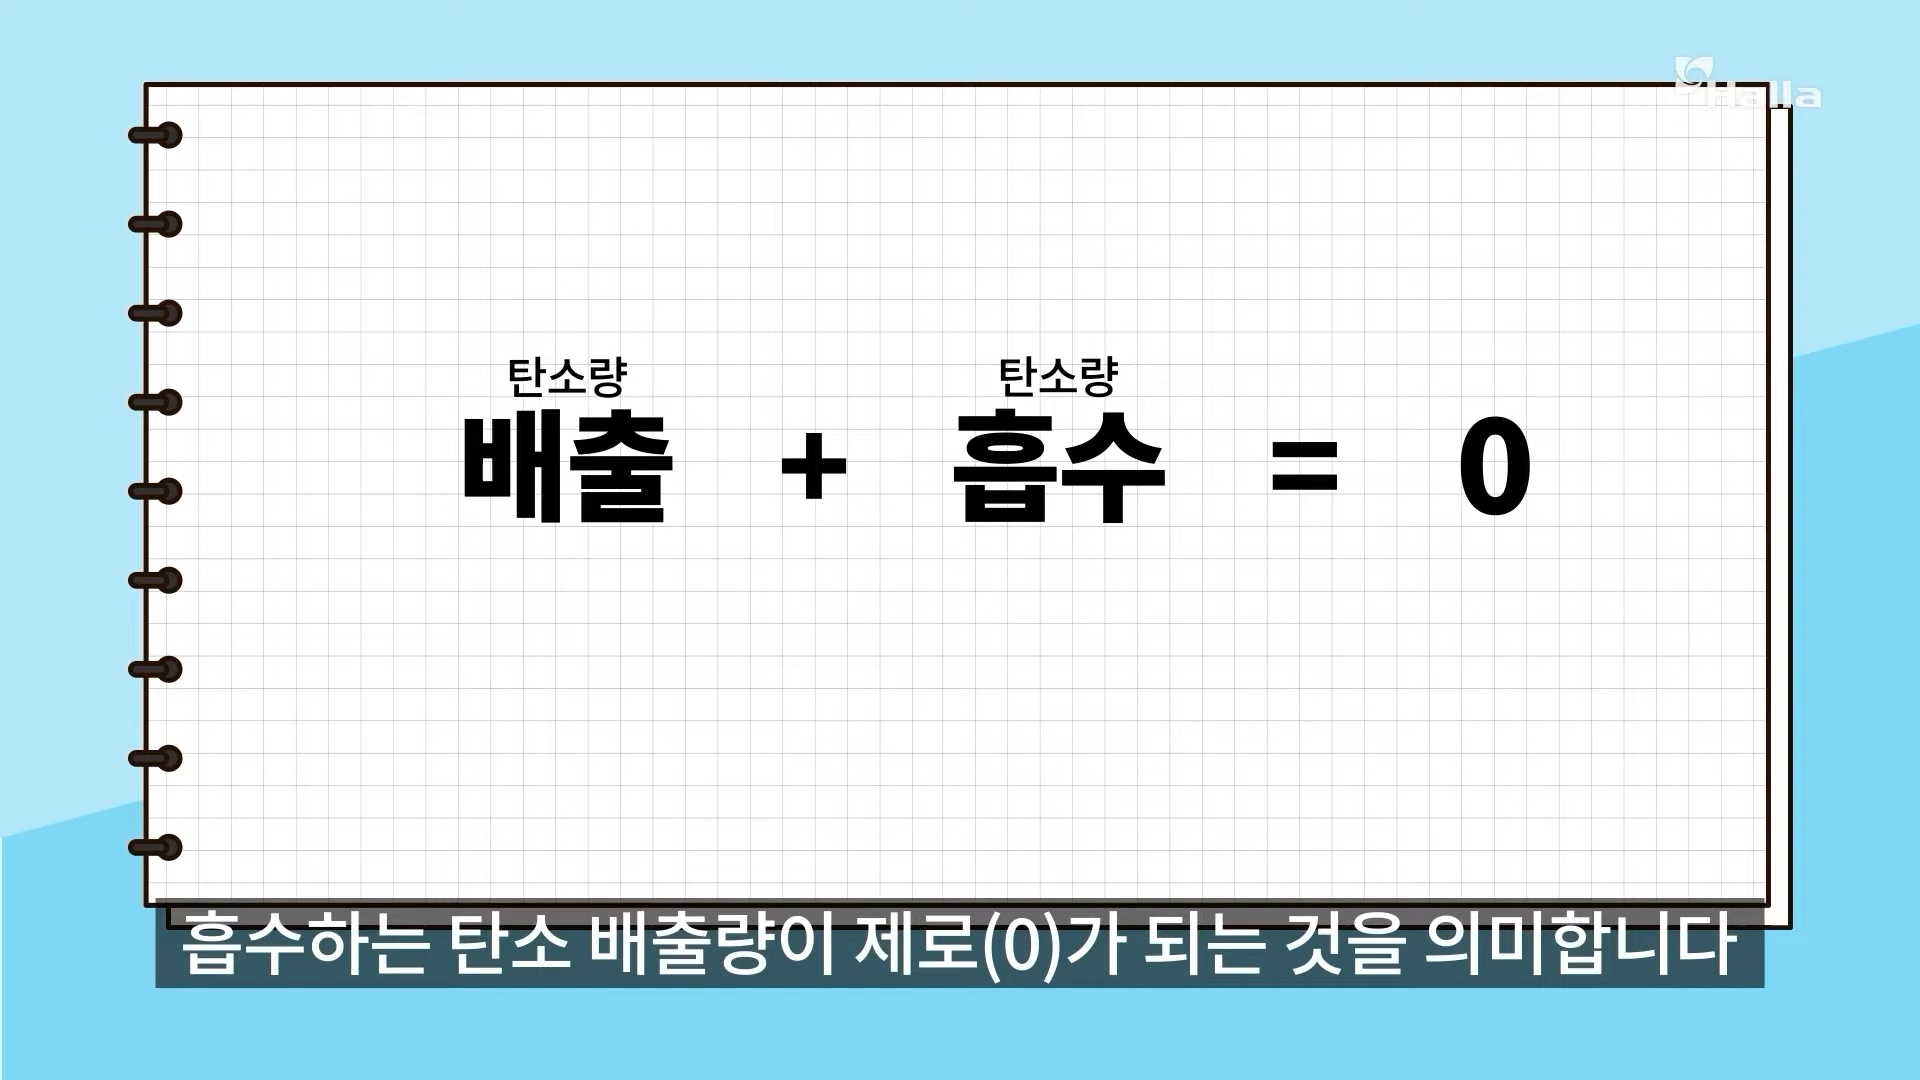 Halla
탄소량 탄소량
배출 + 흡수 = 0
흡수하는 탄소 배출량이 제로(0)가 되는 것을 의미합니다